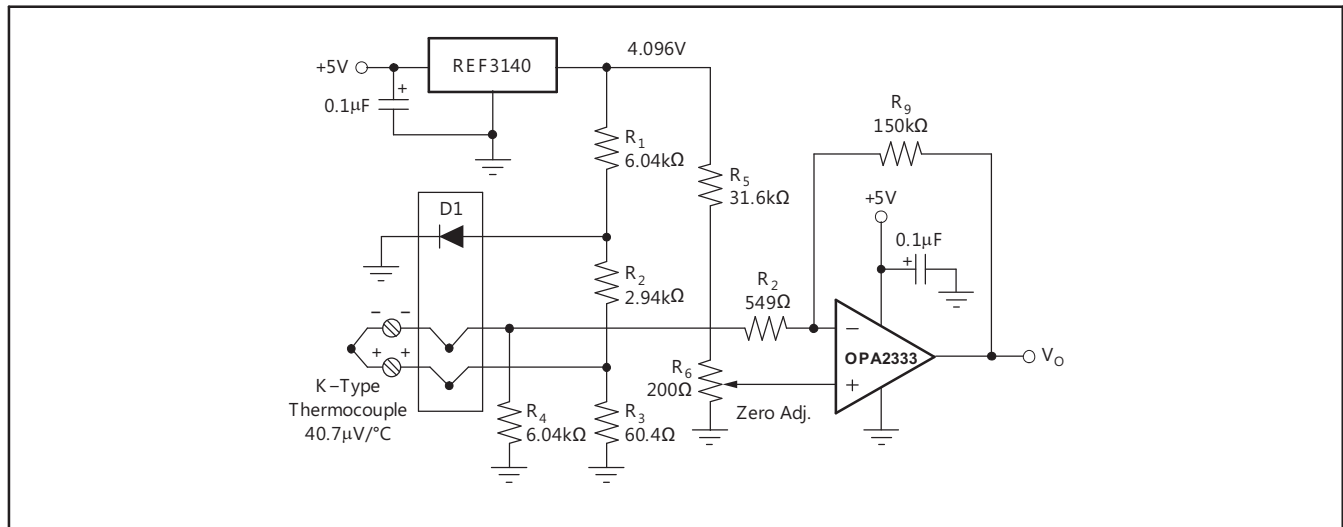 4.096V
+5V
REF3140
+
0.1μF
R9
150kΩ
R1
6.04kΩ
R5
31.6kΩ
+5V
D1
0.1μF
+
R2
2.94kΩ
R2
549Ω
− −
−
OPA2333
VO
+ +
+
R6
200Ω
Zero Adj.
K–Type
Thermocouple
40.7μV/°C
R4
6.04kΩ
R3
60.4Ω